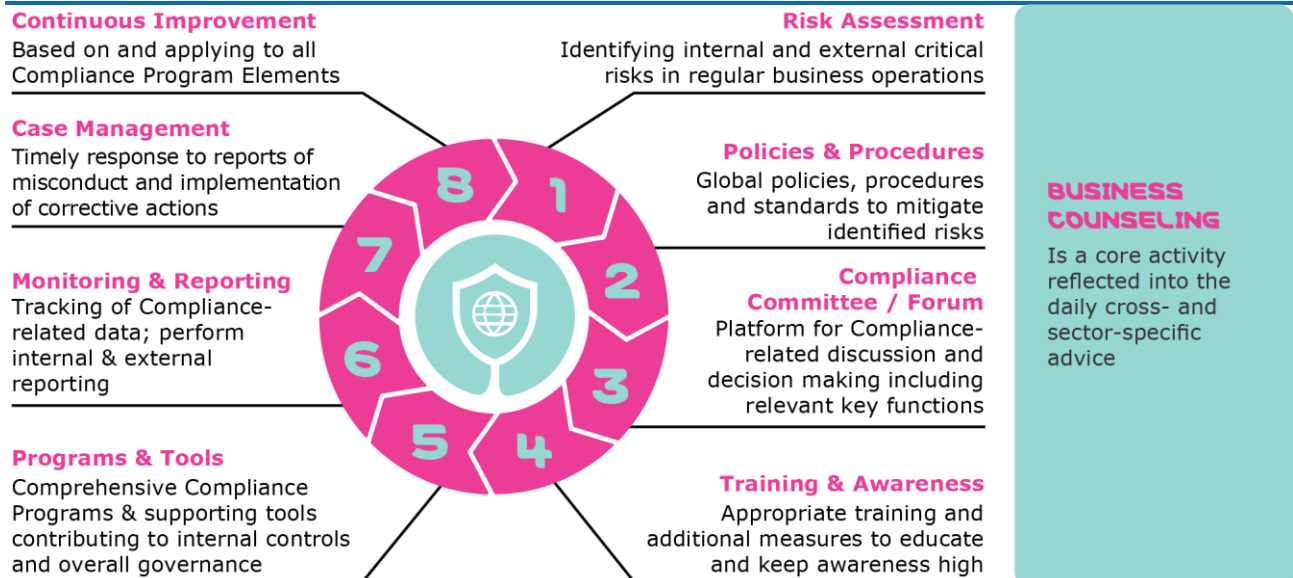 Continuous Improvement
Based on and applying to all
Compliance Program Elements
Case Management
Timely response to reports of
misconduct and implementation
of corrective actions
Monitoring & Reporting
Tracking of Compliance-
related data; perform
internal & external
reporting
Programs & Tools
Comprehensive Compliance
Programs & supporting tools
contributing to internal controls
and overall governance
8
1
7
2
6
3
5
4
Risk Assessment
Identifying internal and external critical
risks in regular business operations
Policies & Procedures
Global policies, procedures
and standards to mitigate
identified risks
Compliance
Committee / Forum
Platform for Compliance-
related discussion and
decision making including
relevant key functions
Training & Awareness
Appropriate training and
additional measures to educate
and keep awareness high
BUSINESS
COUNSELING
Is a core activity
reflected into the
daily cross- and
sector-specific
advice